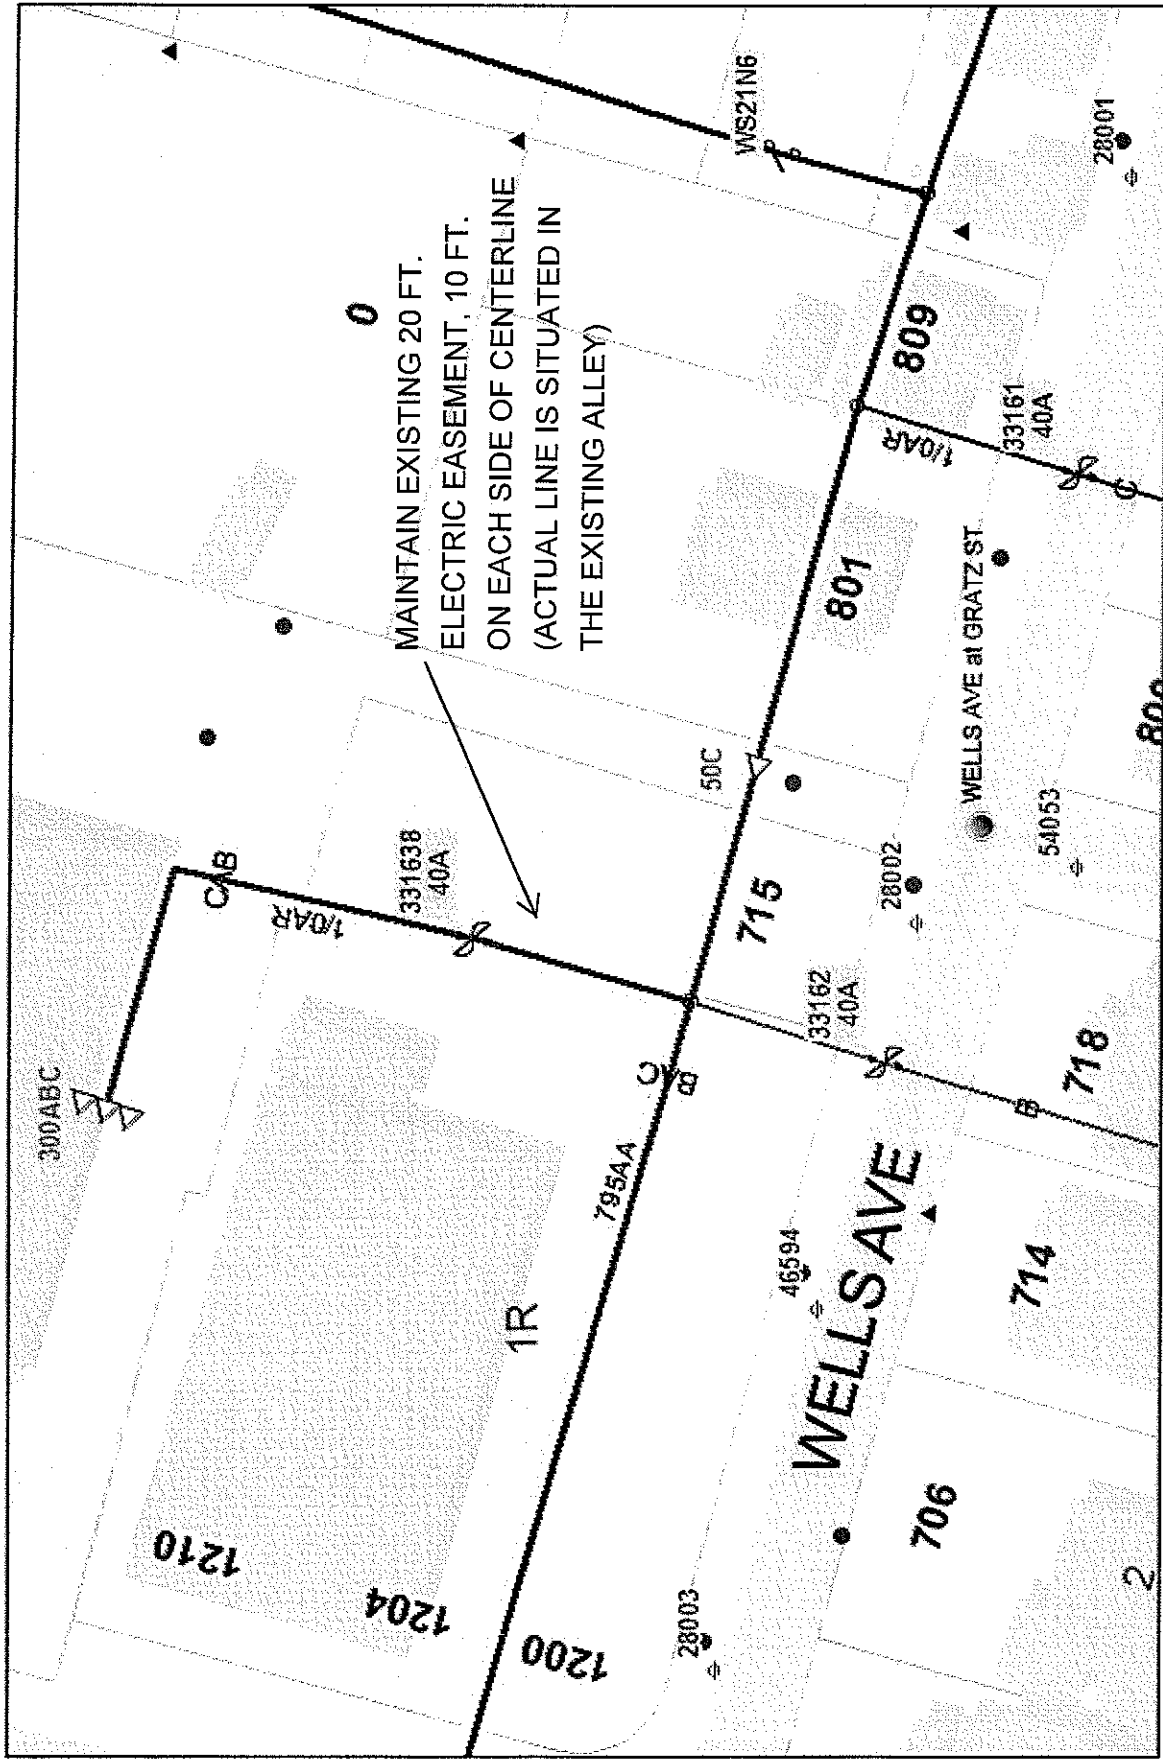 0
MAINTAIN EXISTING 20 FT.
ELECTRIC EASEMENT, 10 FT.
ON EACH SIDE OF CENTERLINE
(ACTUAL LINE IS SITUATED IN
THE EXISTING ALLEY)
300ABC
CAB
1/0AR
331638
40A
WS21N6
50C
715
801
809
1/0AR
33161
40A
C
28001
1210
1204
1200
1R
795AA
33162
40A
B
28002
WELLS AVE at GRATZ ST.
54053
28003
46594
WELLS AVE
706
714
718
2